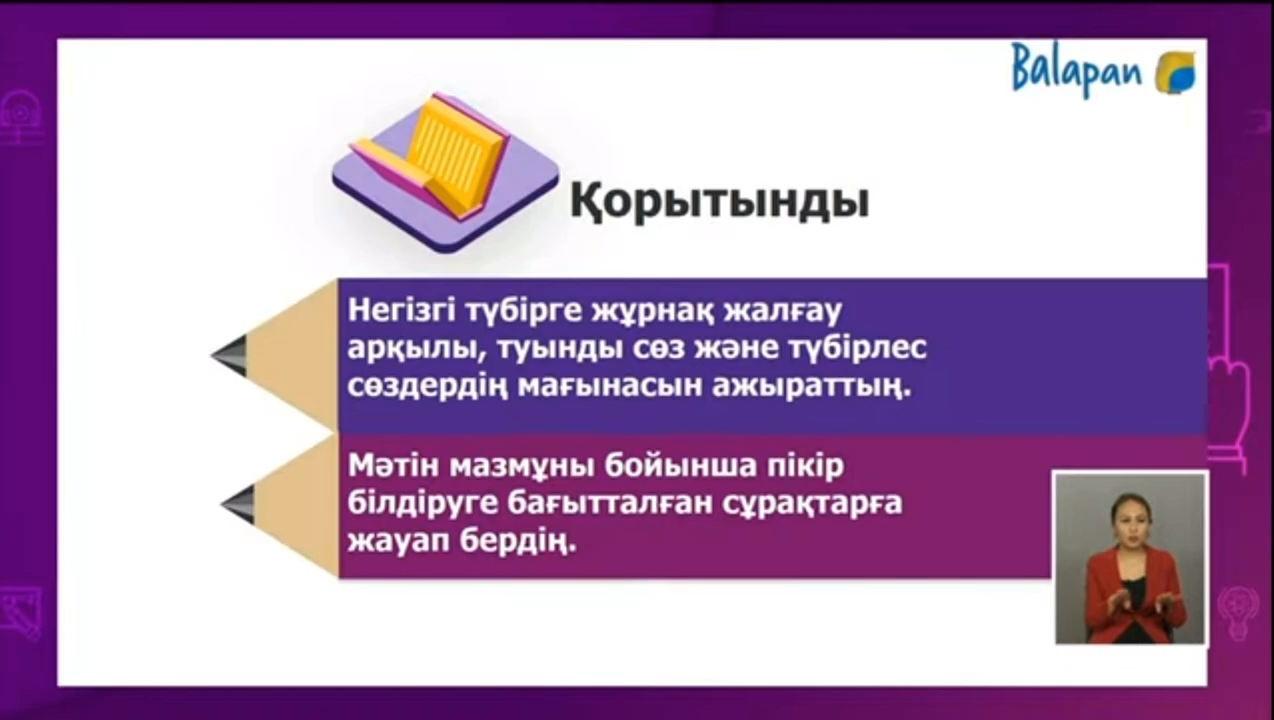 Balapan
Қорытынды
Негізгі түбірге жұрнақ жалғау
арқылы, туынды сөз және түбірлес
сөздердің мағынасын ажыраттың.
Мәтін мазмұны бойынша пікір
білдіруге бағытталған сұрақтарға
жауап бердің.